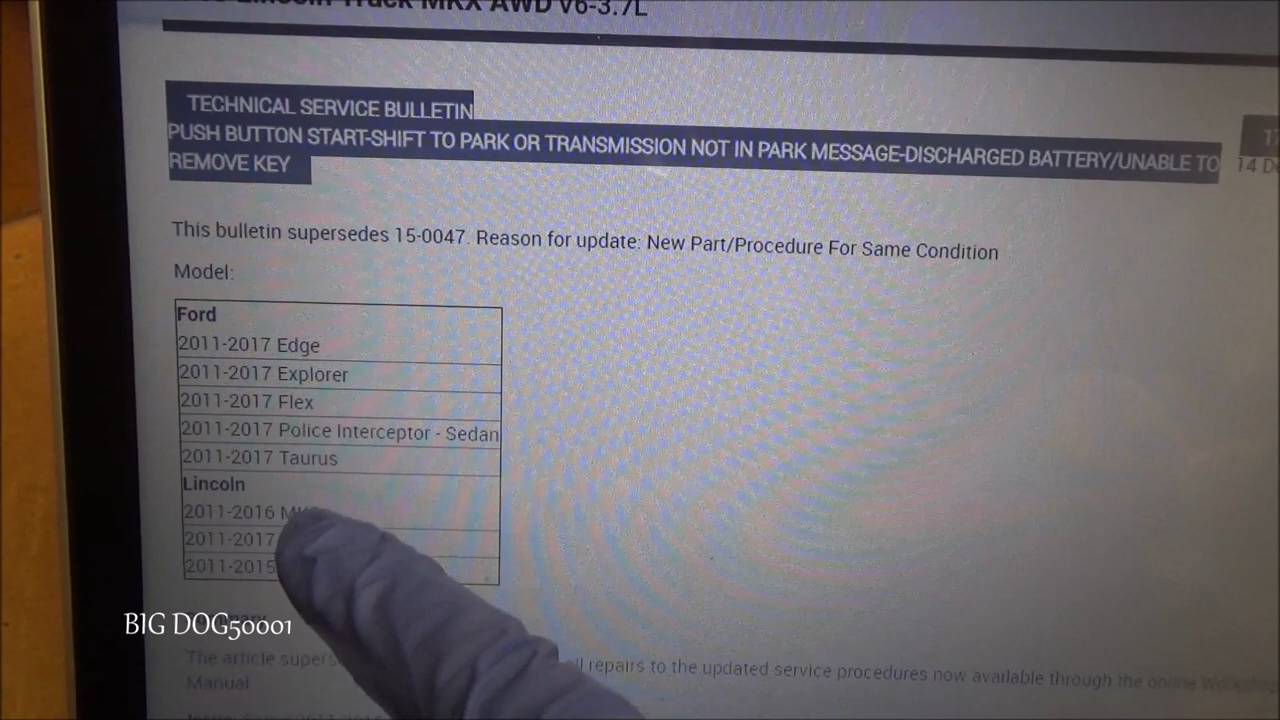 Lincoln Truck MKX AWD V6-3.7L
TECHNICAL SERVICE BULLETIN
PUSH BUTTON START-SHIFT TO PARK OR TRANSMISSION NOT IN PARK MESSAGE-DISCHARGED BATTERY/UNABLE TO
REMOVE KEY
14
This bulletin supersedes 15-0047. Reason for update: New Part/Procedure For Same Condition
Model:
Ford
2011-2017 Edge
2011-2017 Explorer
2011-2017 Flex
2011-2017 Police Interceptor - Sedan
2011-2017 Taurus
Lincoln
2011-2016
2011-2017
2011-2015
BIG DOG50001
The article repairs to the updated service procedures now available through the online
Manual